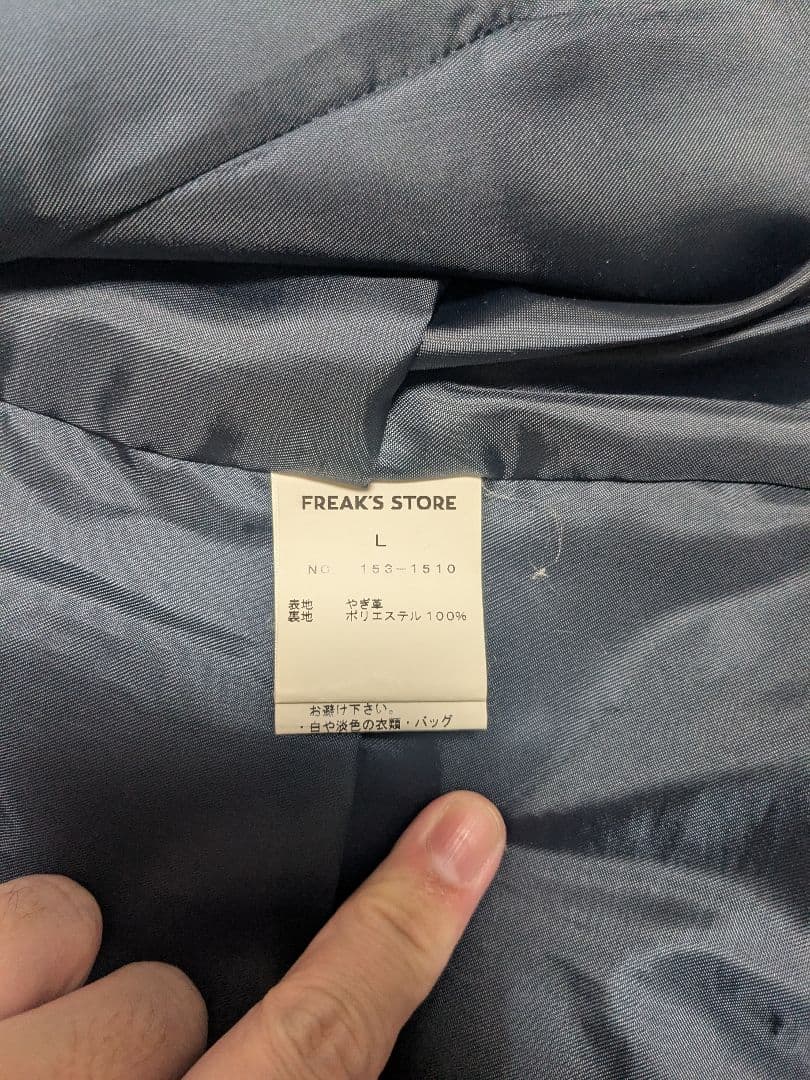 FREAK'S STORE
L
NO 153-1510
表地 やぎ革
裏地 ポリエステル100%
お避け下さい。
・白や淡色の衣類・バッグ